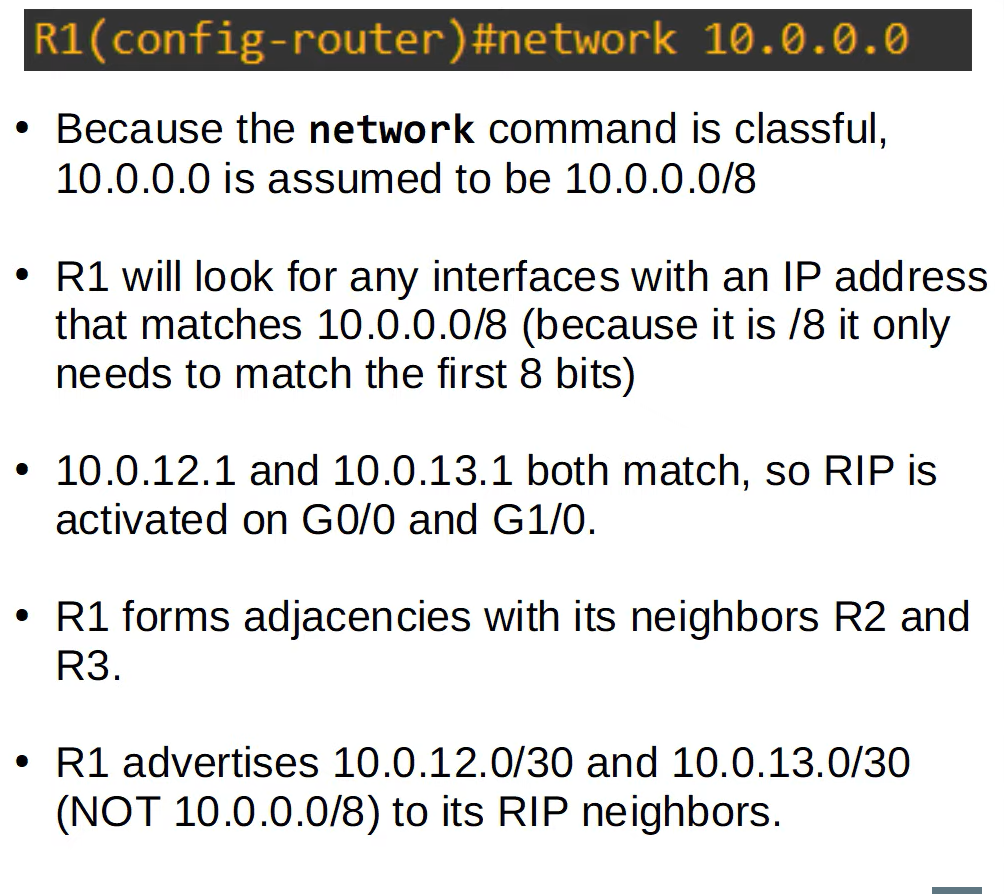 R1(config-router)#network 10.0.0.0
• Because the network command is classful,
10.0.0.0 is assumed to be 10.0.0.0/8
• R1 will look for any interfaces with an IP address
that matches 10.0.0.0/8 (because it is /8 it only
needs to match the first 8 bits)
• 10.0.12.1 and 10.0.13.1 both match, so RIP is
activated on G0/0 and G1/0.
• R1 forms adjacencies with its neighbors R2 and
R3.
• R1 advertises 10.0.12.0/30 and 10.0.13.0/30
(NOT 10.0.0.0/8) to its RIP neighbors.